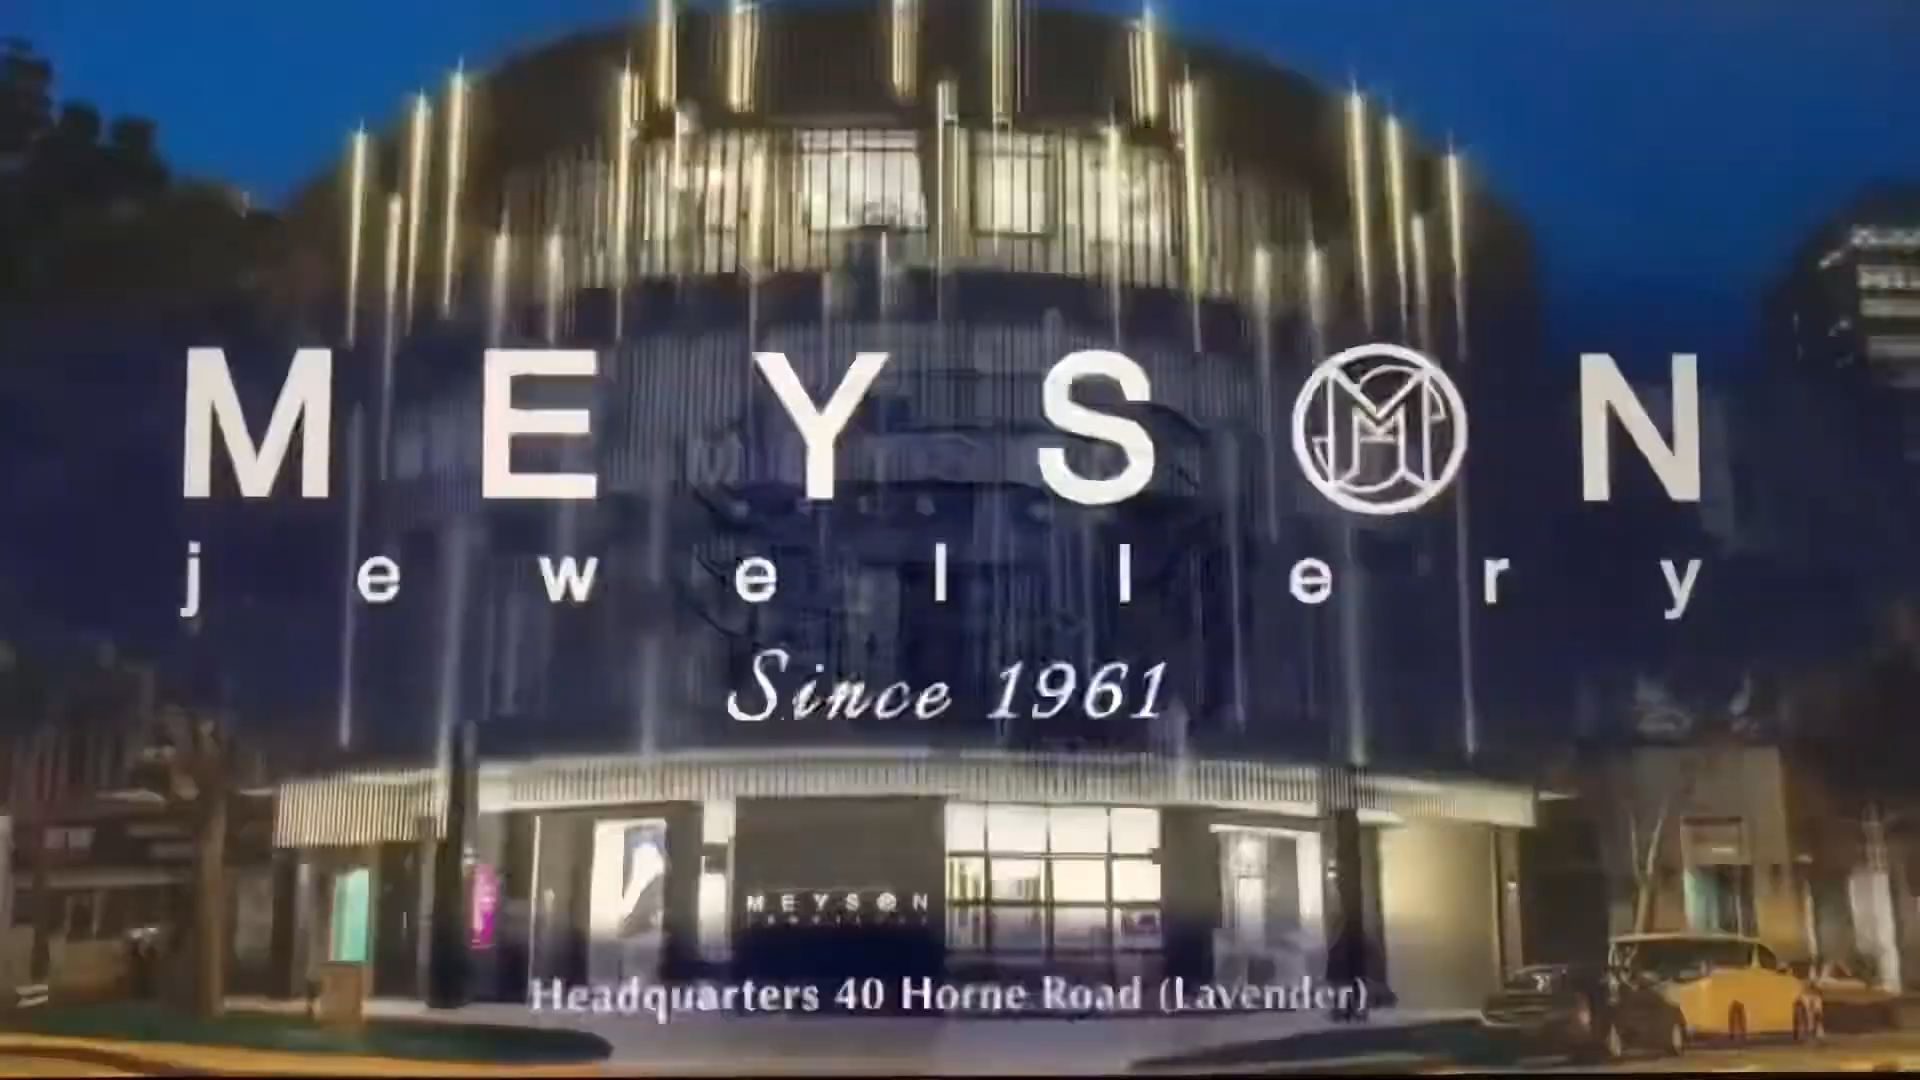 MEYSON
jewellery
Since 1961
MEYSON
Headquarters 40 Horne Road (Lavender)